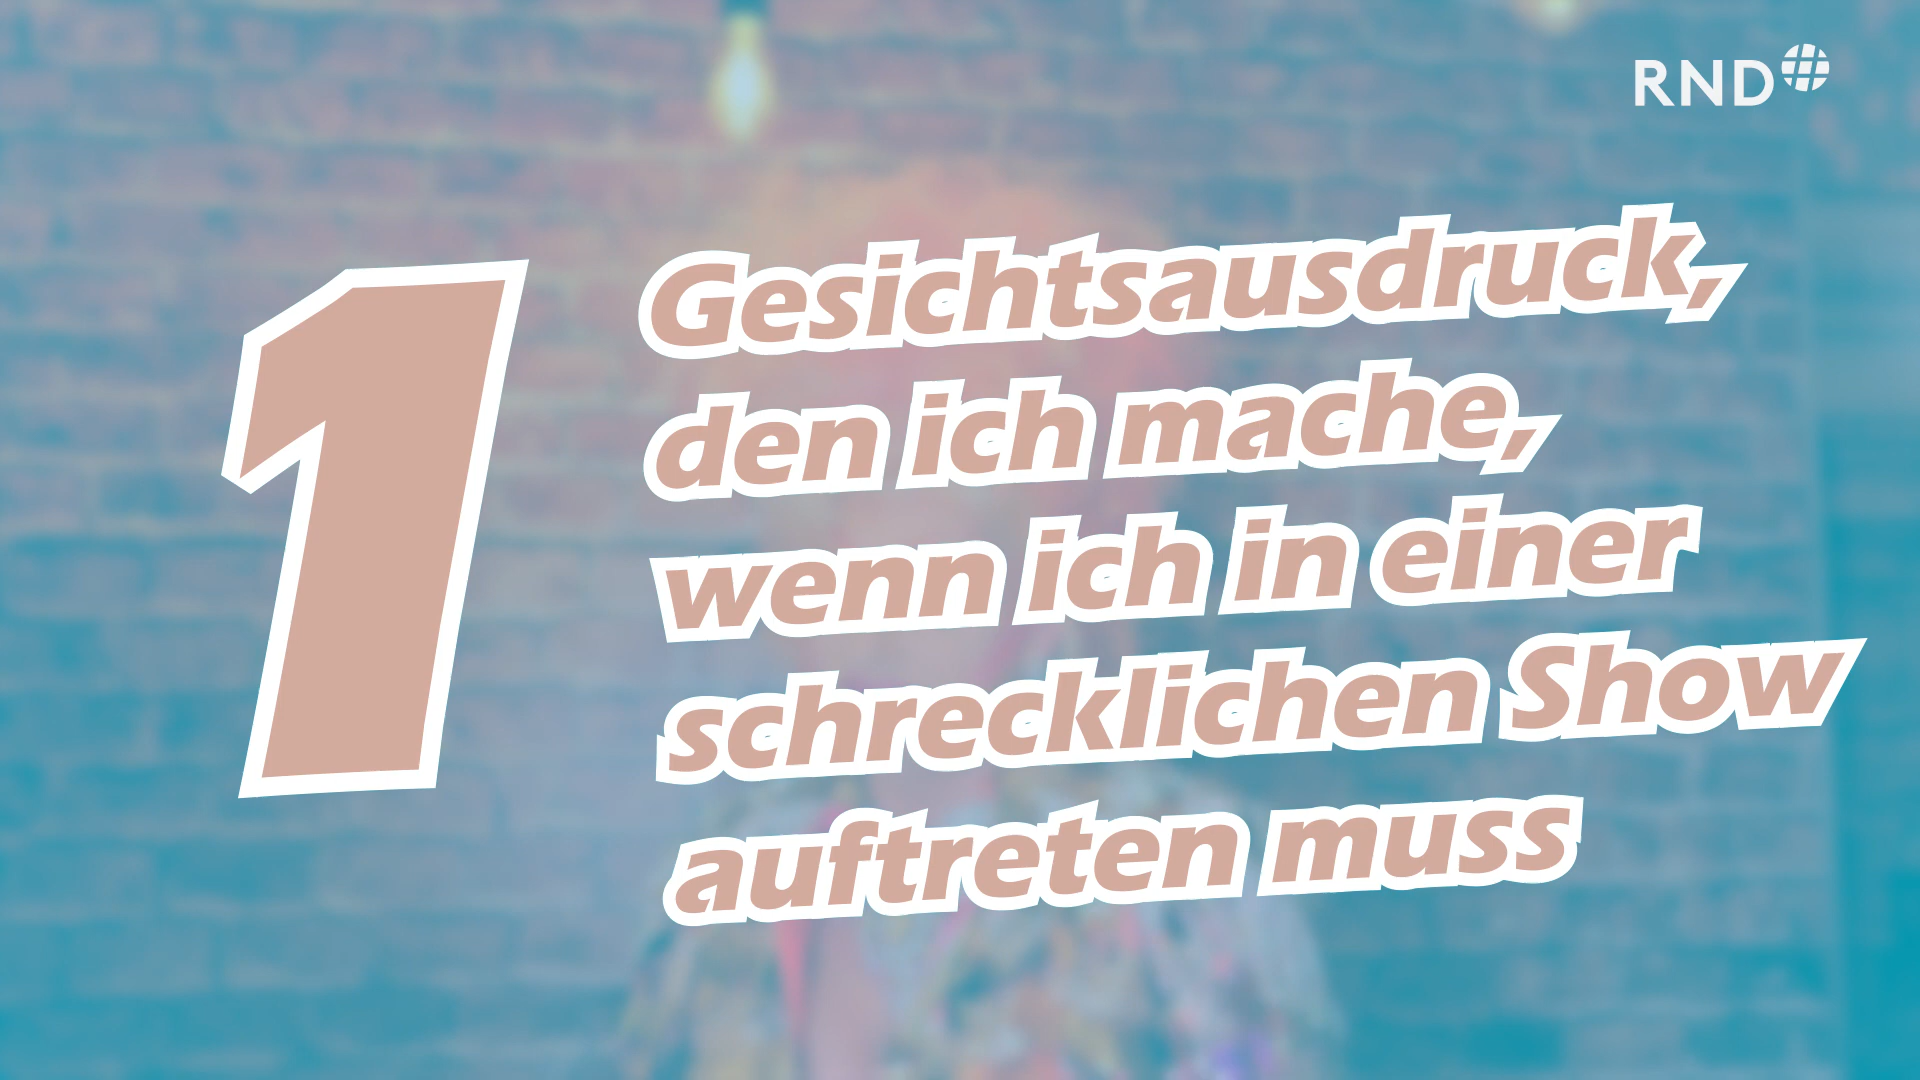 RND
1
Gesichtsausdruck,
den ich mache,
wenn ich in einer
schrecklichen Show
auftreten muss